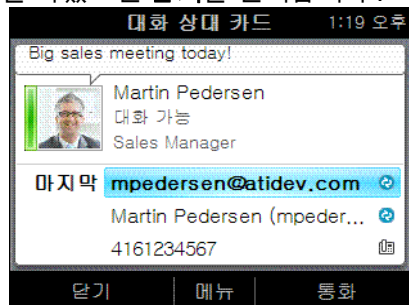 대화 상대 카드 1:19 오후
Big sales meeting today!
Martin Pedersen
대화 가능
Sales Manager
마지막 mpedersen@atidev.com
Martin Pedersen (mpeder...
4161234567
닫기 메뉴 통화